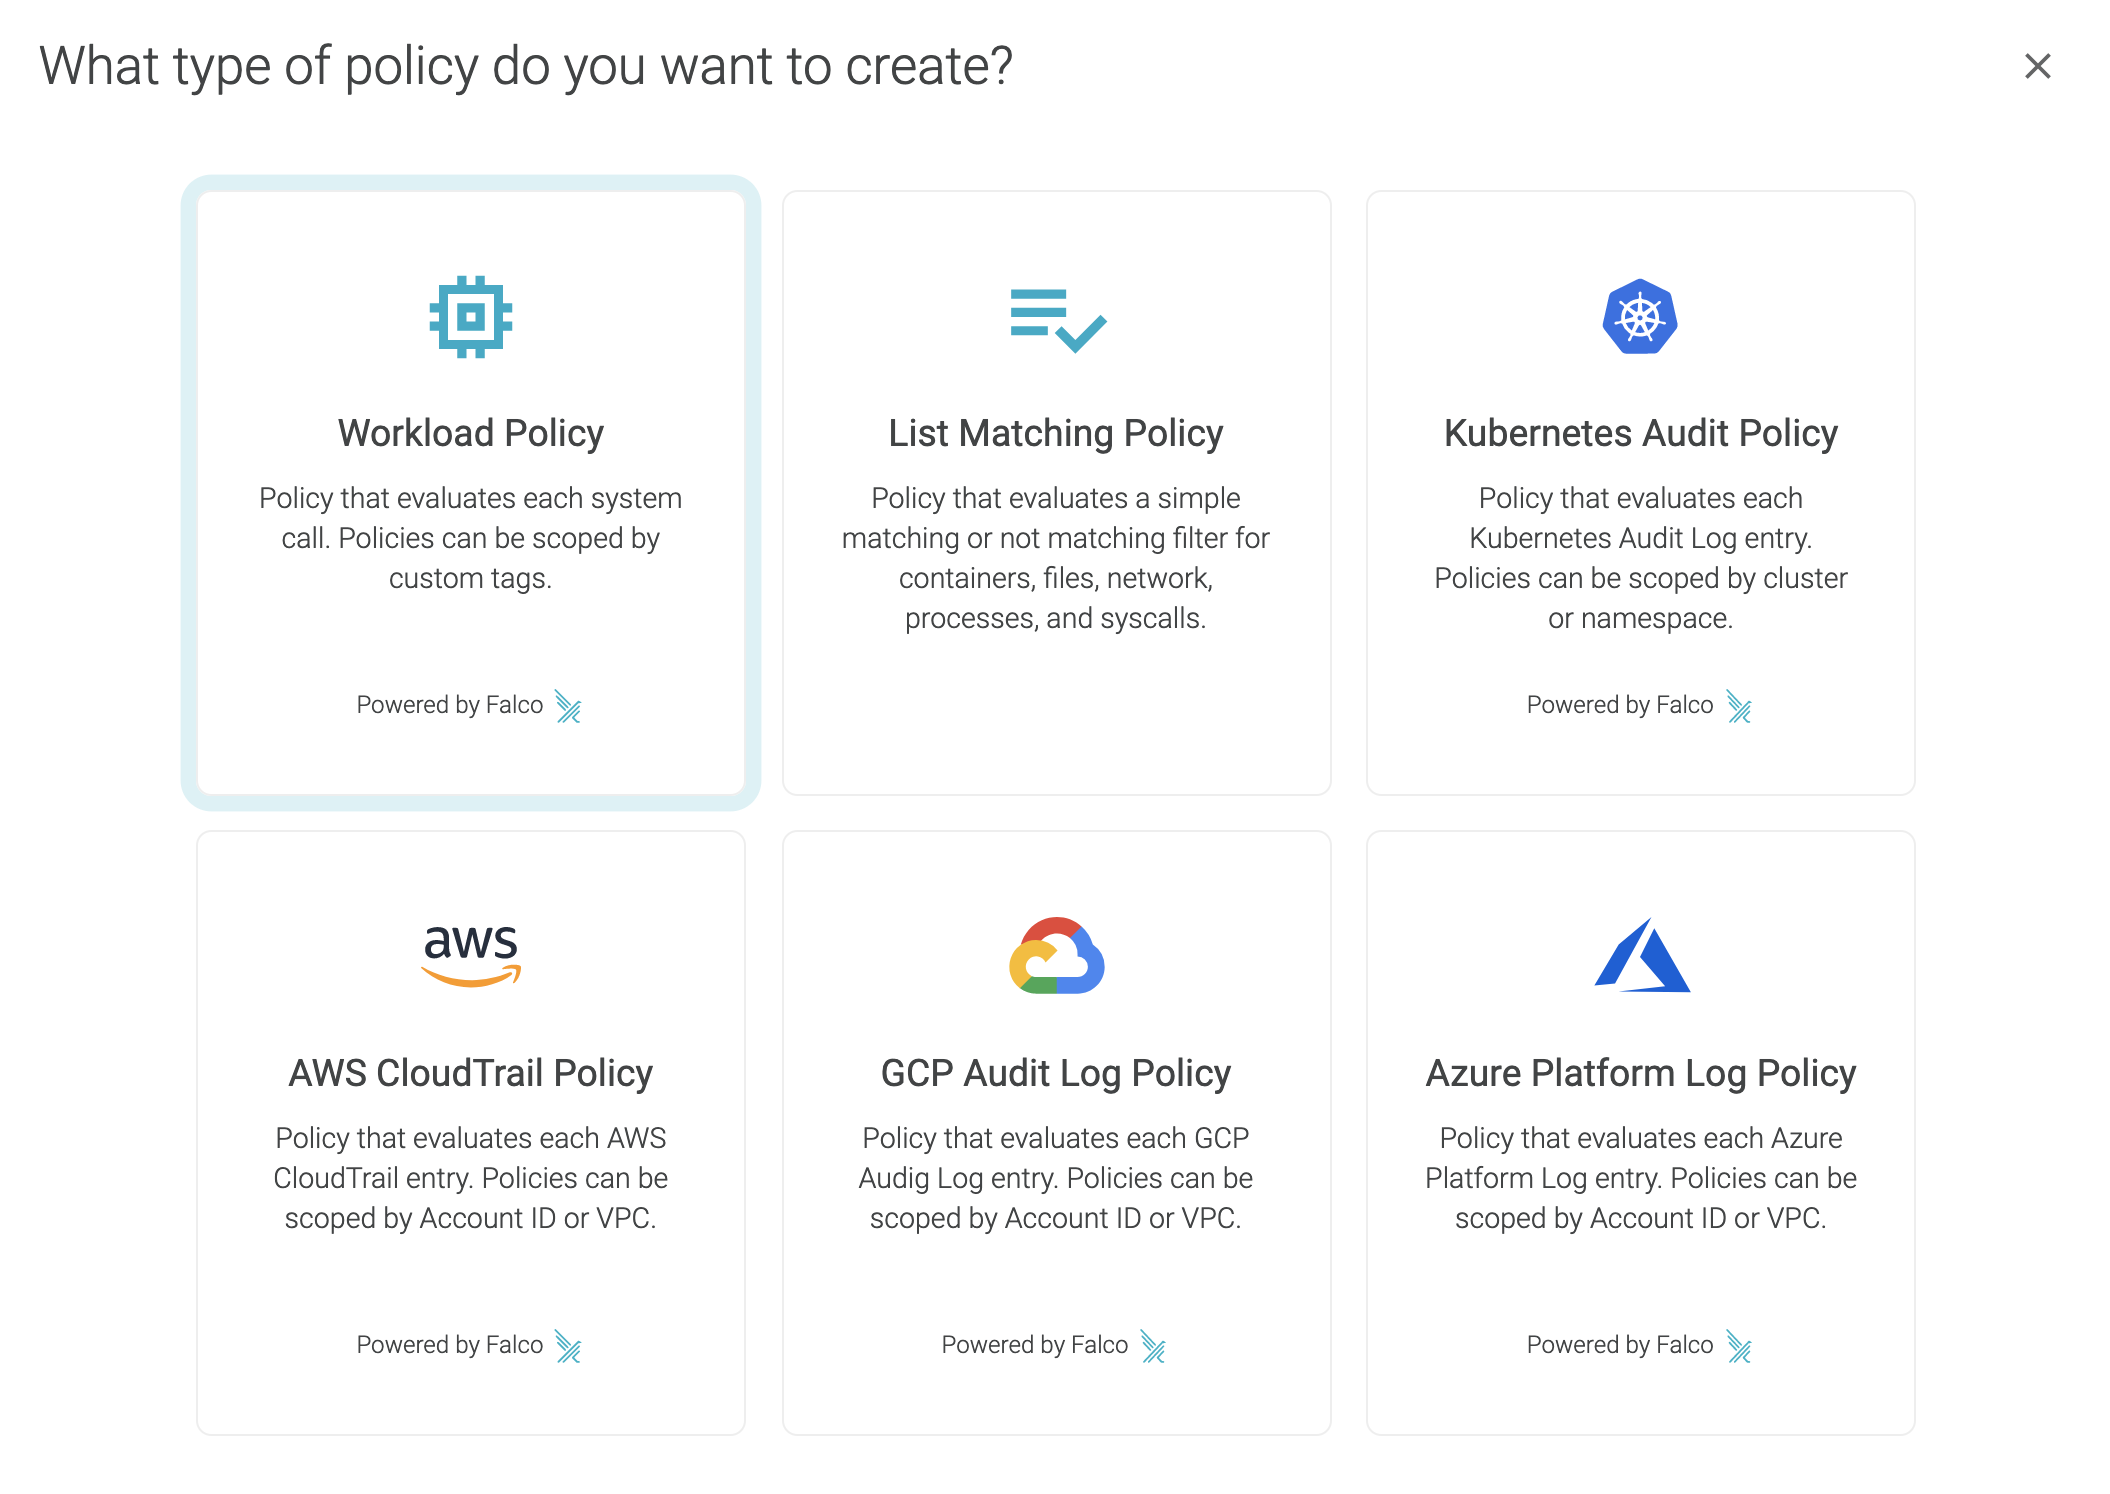 What type of policy do you want to create?
Workload Policy
Policy that evaluates each system
call. Policies can be scoped by
custom tags.
Powered by Falco
List Matching Policy
Policy that evaluates a simple
matching or not matching filter for
containers, files, network,
processes, and syscalls.
Kubernetes Audit Policy
Policy that evaluates each
Kubernetes Audit Log entry.
Policies can be scoped by cluster
or namespace.
Powered by Falco
aws
AWS CloudTrail Policy
Policy that evaluates each AWS
CloudTrail entry. Policies can be
scoped by Account ID or VPC.
Powered by Falco
GCP Audit Log Policy
Policy that evaluates each GCP
Audig Log entry. Policies can be
scoped by Account ID or VPC.
Powered by Falco
Azure Platform Log Policy
Policy that evaluates each Azure
Platform Log entry. Policies can be
scoped by Account ID or VPC.
Powered by Falco